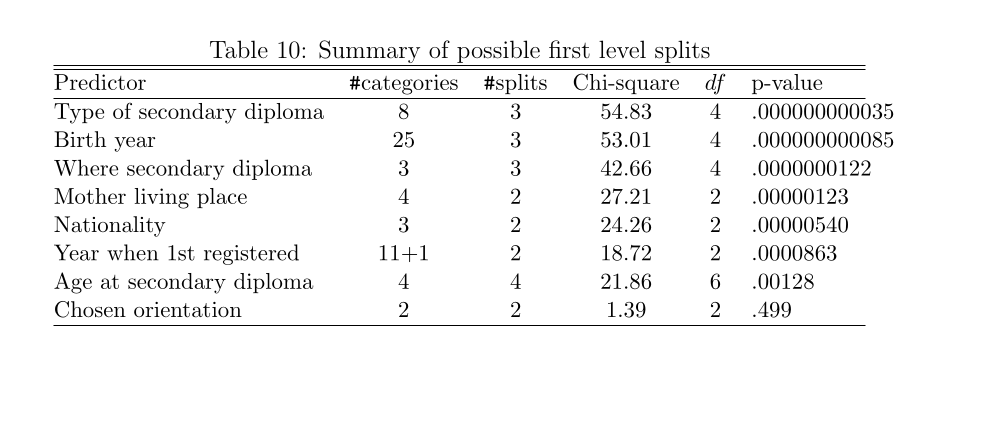 Table 10: Summary of possible first level splits
Predictor #categories #splits Chi-square df p-value
Type of secondary diploma 8 3 54.83 4 .000000000035
Birth year 25 3 53.01 4 .000000000085
Where secondary diploma 3 3 42.66 4 .0000000122
Mother living place 4 2 27.21 2 .00000123
Nationality 3 2 24.26 2 .00000540
Year when 1st registered 11+1 2 18.72 2 .0000863
Age at secondary diploma 4 4 21.86 6 .00128
Chosen orientation 2 2 1.39 2 .499